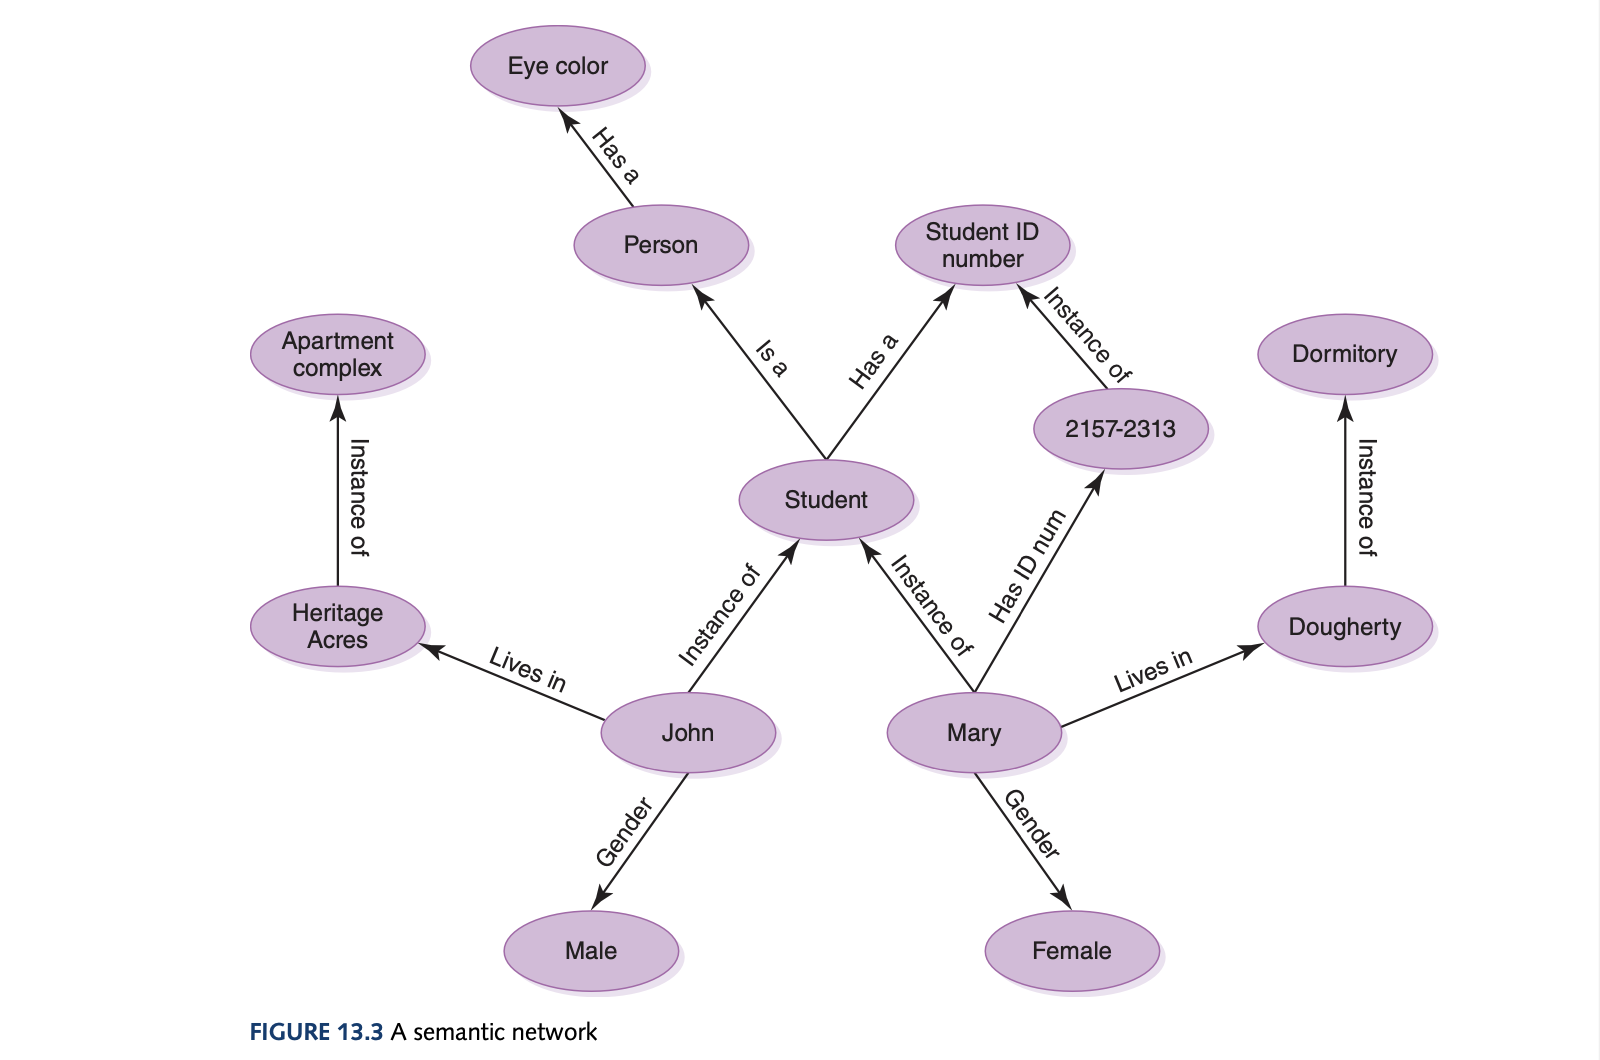 Eye color
Has a
Person
Student ID
number
Instance of
Is a
Has a
Apartment
complex
Dormitory
2157-2313
Instance of
Student
Instance of
Has ID num
Instance of
Instance of
Heritage
Acres
Dougherty
Lives in
Lives in
John
Mary
Gender
Gender
Male
Female
FIGURE 13.3 A semantic network